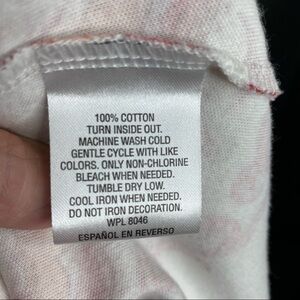 100% COTTON
TURN INSIDE OUT.
MACHINE WASH COLD
GENTLE CYCLE WITH LIKE
COLORS. ONLY NON-CHLORINE
BLEACH WHEN NEEDED.
TUMBLE DRY LOW.
COOL IRON WHEN NEEDED.
DO NOT IRON DECORATION.
WPL 8046
ESPAÑOL EN REVERSO